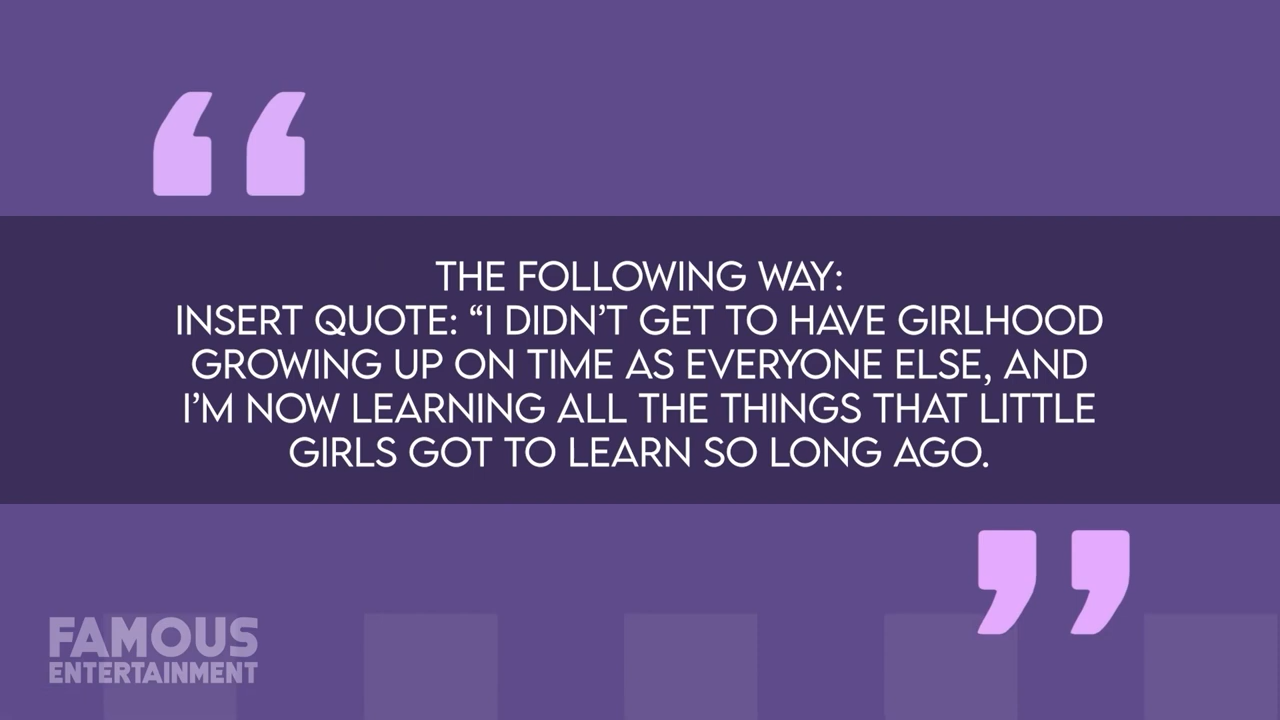 THE FOLLOWING WAY:
INSERT QUOTE: “I DIDN’T GET TO HAVE GIRLHOOD
GROWING UP ON TIME AS EVERYONE ELSE, AND
I’M NOW LEARNING ALL THE THINGS THAT LITTLE
GIRLS GOT TO LEARN SO LONG AGO.
FAMOUS
ENTERTAINMENT